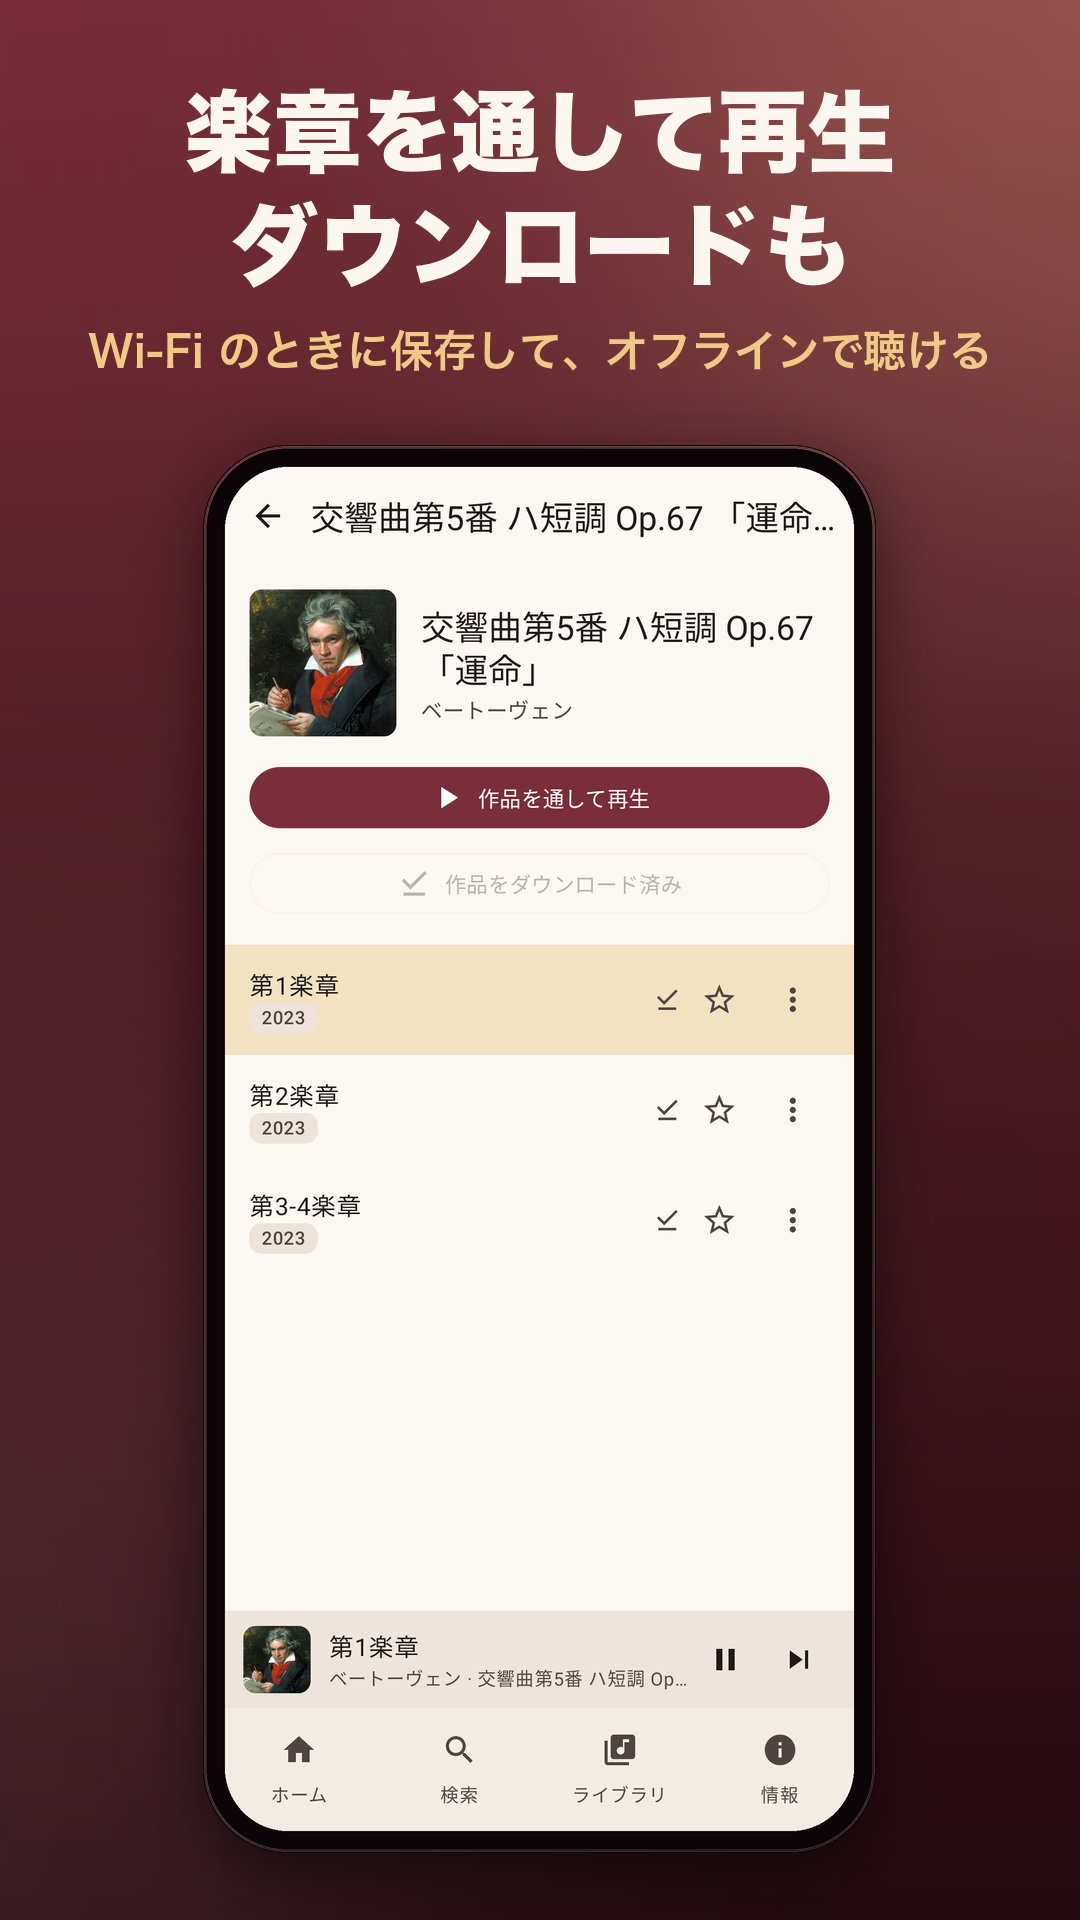 楽章を通して再生
ダウンロードも
Wi-Fi のときに保存して、オフラインで聴ける
交響曲第5番 ハ短調 Op.67 「運命…
交響曲第5番 ハ短調 Op.67
「運命」
ベートーヴェン
作品を通して再生
作品をダウンロード済み
第1楽章
2023
第2楽章
2023
第3-4楽章
2023
第1楽章
ベートーヴェン · 交響曲第5番 ハ短調 Op…
ホーム
検索
ライブラリ
情報